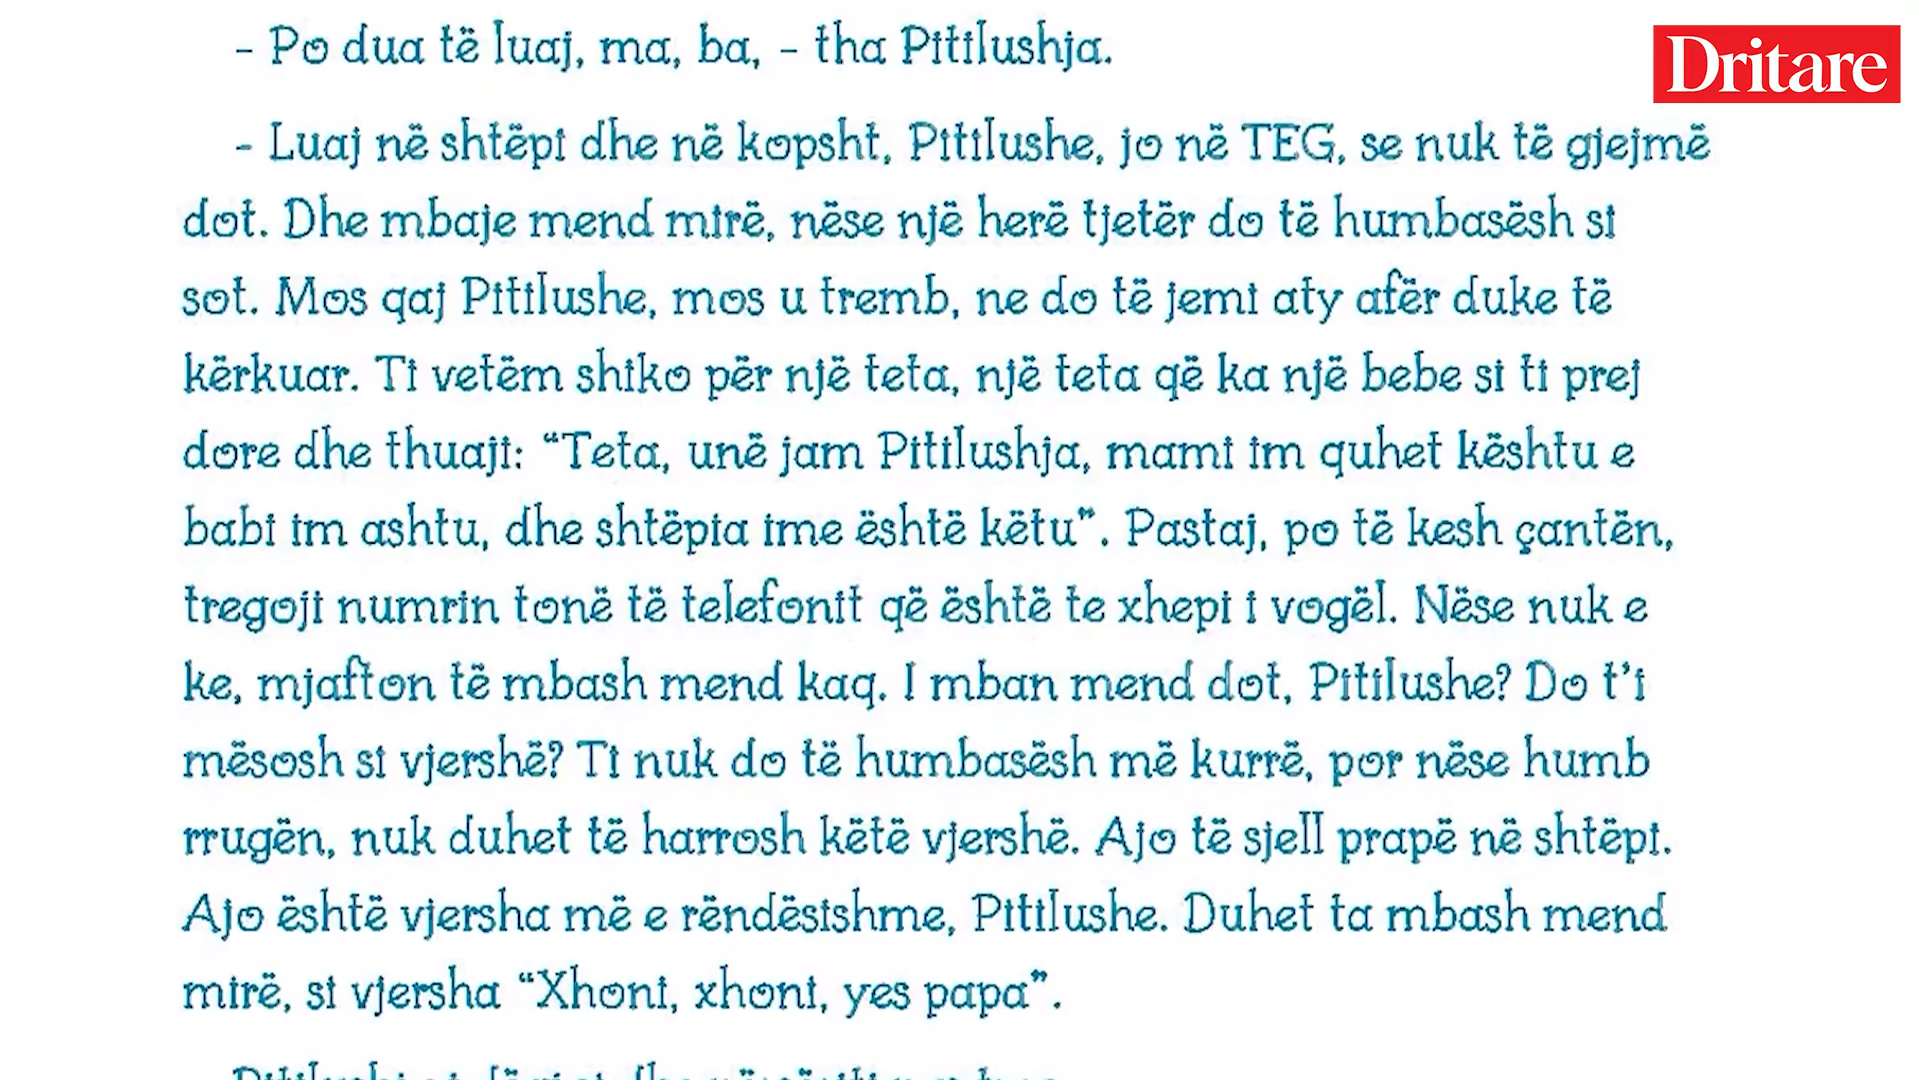 - Po dua të luaj, ma, ba, - tha Pitilushja.
Dritare
- Luaj në shtëpi dhe në kopsht, Pitilushe, jo në TEG, se nuk të gjejmë
dot. Dhe mbaje mend mirë, nëse një herë tjetër do të humbasësh si
sot. Mos qaj Pitilushe, mos u tremb, ne do të jemi aty afër duke të
kërkuar. Ti vetëm shiko për një teta, një teta që ka një bebe si ti prej
dore dhe thuaji: “Teta, unë jam Pitilushja, mami im quhet kështu e
babi im ashtu, dhe shtëpia ime është këtu”. Pastaj, po të kesh çantën,
tregoji numrin tonë të telefonit që është te xhepi i vogël. Nëse nuk e
ke, mjafton të mbash mend kaq. I mban mend dot, Pitilushe? Do t’i
mësosh si vjershë? Ti nuk do të humbasësh më kurrë, por nëse humb
rrugën, nuk duhet të harrosh këtë vjershë. Ajo të sjell prapë në shtëpi.
Ajo është vjersha më e rëndësishme, Pitilushe. Duhet ta mbash mend
mirë, si vjersha “Xhoni, xhoni, yes papa”.